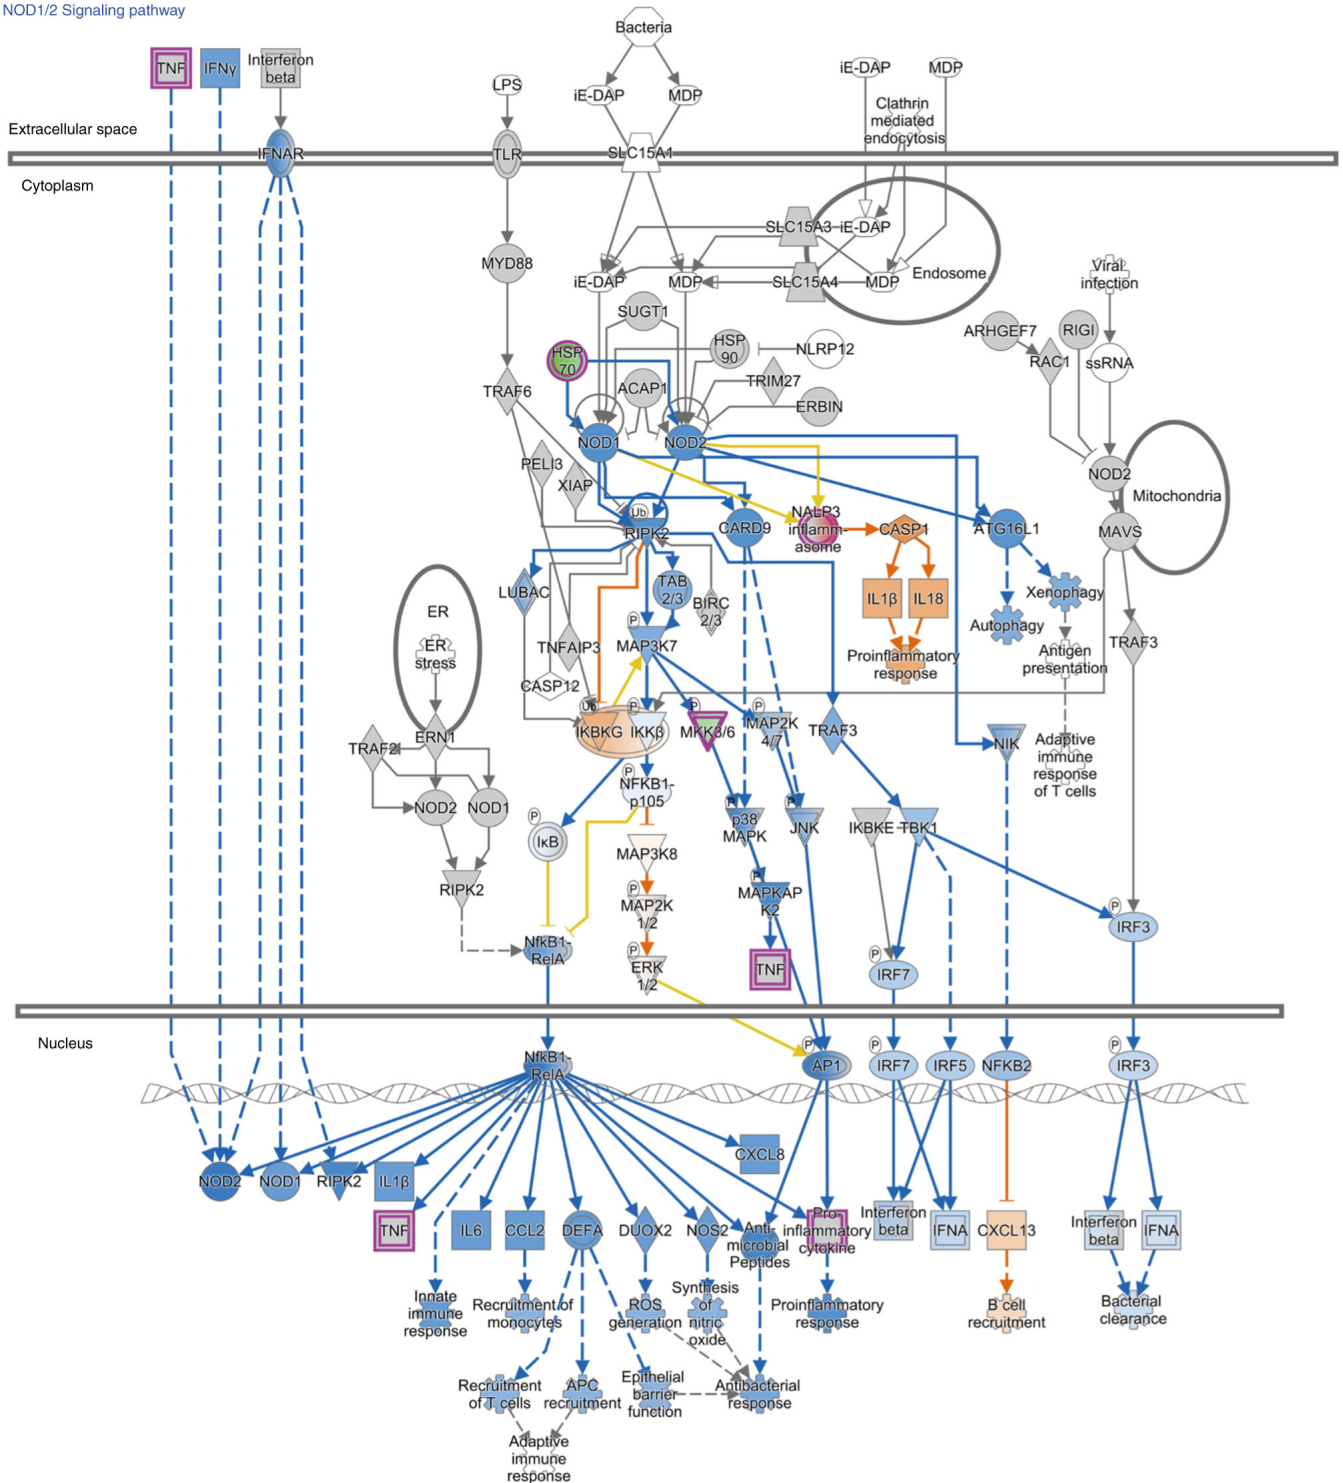 NOD1/2 Signaling pathway
Bacteria
TNF
IFNγ
Interferon
beta
LPS
iE-DAP
MDP
iE-DAP
MDP
Clathrin
mediated
endocytosis
Extracellular space
IFNAR
TLR
SLC15A1
Cytoplasm
SLC15A3
iE-DAP
MYD88
iE-DAP
MDP
SLC15A4
MDP
Endosome
Viral
infection
SUGT1
HSP
70
HSP
90
NLRP12
ARHGEF7
RIGI
RAC1
ssRNA
TRAF6
ACAP1
TRIM27
ERBIN
NOD1
NOD2
PELI3
XIAP
NOD2
Mitochondria
Ub
RIPK2
CARD9
NALP3
inflamm-
asome
CASP1
ATG16L1
MAVS
LUBAC
TAB
2/3
BIRC
2/3
IL1β
IL18
Xenophagy
Autophagy
ER
ER
stress
P
MAP3K7
TNFAIP3
CASP12
Proinflammatory
response
Antigen
presentation
TRAF3
Ub
IKBKG
P
IKKβ
P
MKK3/6
P
MAP2K
4/7
TRAF3
NIK
Adaptive
immune
response
of T cells
TRAF2
ERN1
NOD2
NOD1
P
NFKB1-
p105
P
IκB
P
p38
MAPK
P
JNK
IKBKE
TBK1
MAP3K8
RIPK2
P
MAP2K
1/2
P
MAPKAP
K2
P
IRF3
NfkB1-
RelA
P
ERK
1/2
TNF
P
IRF7
Nucleus
NfkB1-
RelA
P
AP1
P
IRF7
IRF5
NFKB2
P
IRF3
NOD2
NOD1
RIPK2
IL1β
CXCL8
TNF
IL6
CCL2
DEFA
DUOX2
NOS2
Anti-
microbial
Peptides
Pro-
inflammatory
cytokine
Interferon
beta
IFNA
CXCL13
Interferon
beta
IFNA
Innate
immune
response
Recruitment of
monocytes
ROS
generation
Synthesis
of
nitric
oxide
Proinflammatory
response
B cell
recruitment
Bacterial
clearance
Recruitment
of T cells
APC
recruitment
Epithelial
barrier
function
Antibacterial
response
Adaptive
immune
response